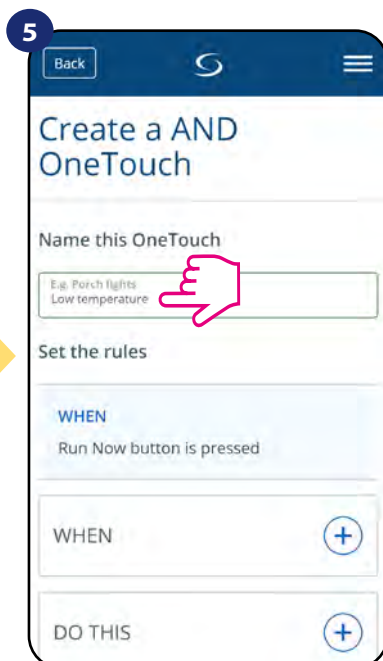 5
Back
Create a AND
OneTouch
Name this OneTouch
E.g. Porch lights
Low temperature
Set the rules
WHEN
Run Now button is pressed
WHEN
DO THIS